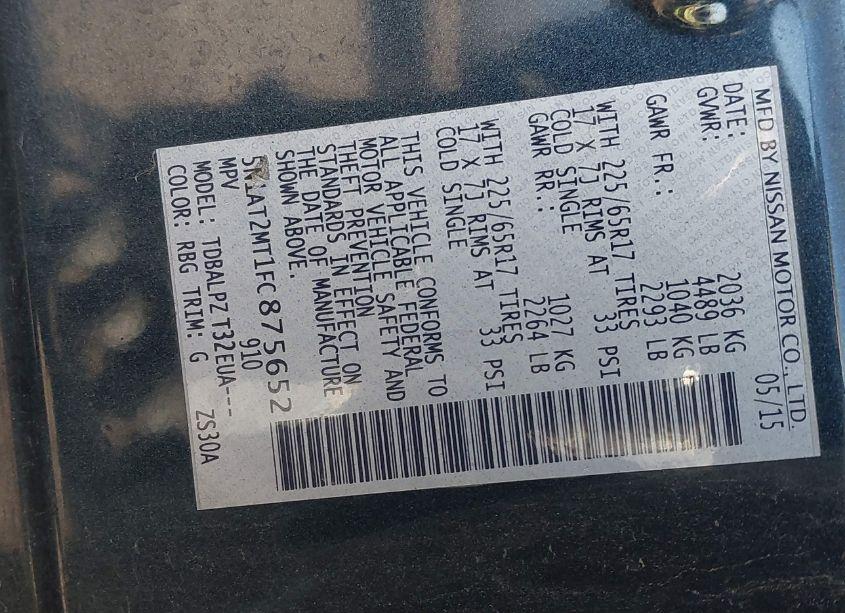 MFD BY NISSAN MOTOR CO., LTD.
DATE: 05/15
GVWR: 2036 KG
4489 LB
GAWR FR.: 1040 KG
2293 LB
WITH 225/65R17 TIRES
17 X 7J RIMS AT 33 PSI
COLD SINGLE
GAWR RR.: 1027 KG
2264 LB
WITH 225/65R17 TIRES
17 X 7J RIMS AT 33 PSI
COLD SINGLE
THIS VEHICLE CONFORMS TO
ALL APPLICABLE FEDERAL
MOTOR VEHICLE SAFETY AND
THEFT PREVENTION
STANDARDS IN EFFECT ON
THE DATE OF MANUFACTURE
SHOWN ABOVE.
5N1AT2MT1FC875652
MPV 910
MODEL: TDBALPZ T32EUA---
COLOR: RBG TRIM: G ZS30A